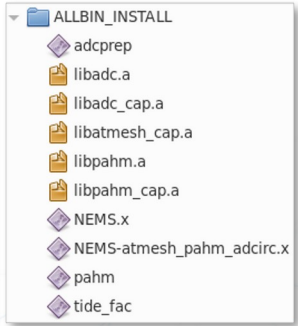 ALLBIN_INSTALL
adcprep
libadc.a
libadc_cap.a
libatmesh_cap.a
libpahm.a
libpahm_cap.a
NEMS.x
NEMS-atmesh_pahm_adcirc.x
pahm
tide_fac